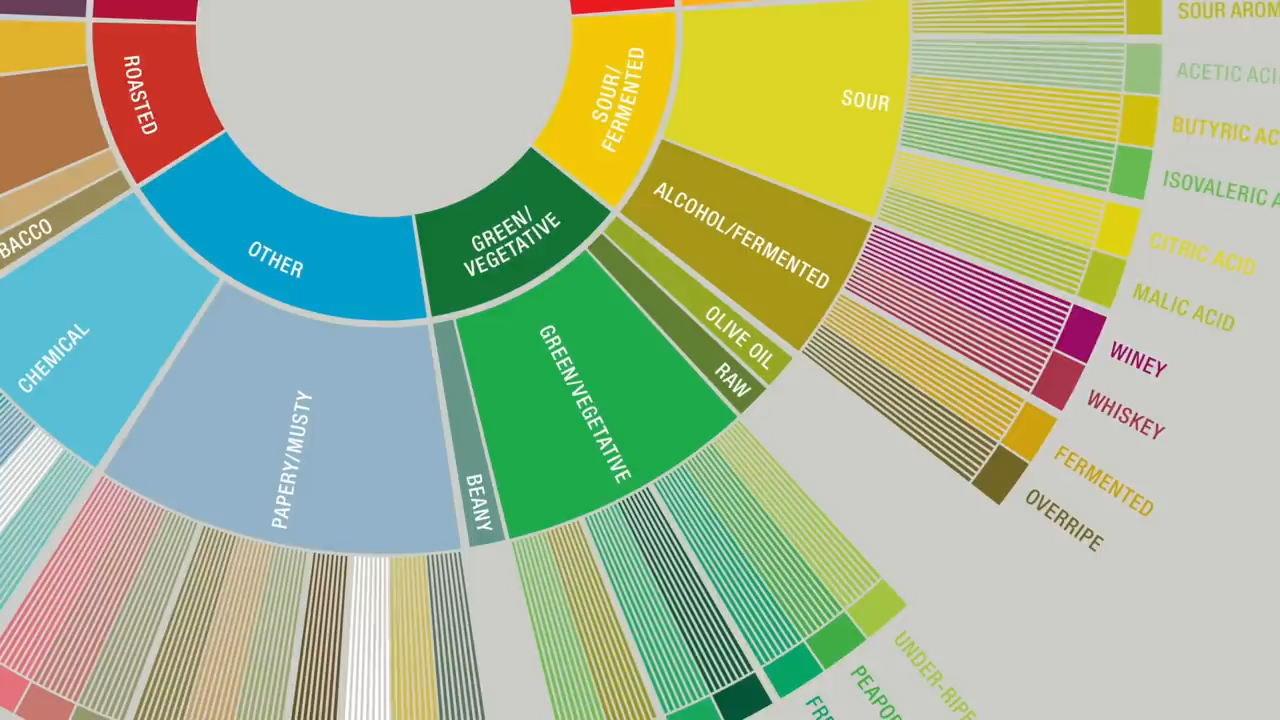 SOUR AROM
ACETIC ACI
BUTYRIC AC
ISOVALERIC A
CITRIC ACID
MALIC ACID
WINEY
WHISKEY
FERMENTED
OVERRIPE
UNDER-RIPE
PEAPO
FRE
SOUR
ALCOHOL/FERMENTED
OLIVE OIL
RAW
GREEN/VEGETATIVE
BEANY
PAPERY/MUSTY
CHEMICAL
BACCO
ROASTED
OTHER
GREEN/
VEGETATIVE
SOUR/
FERMENTED